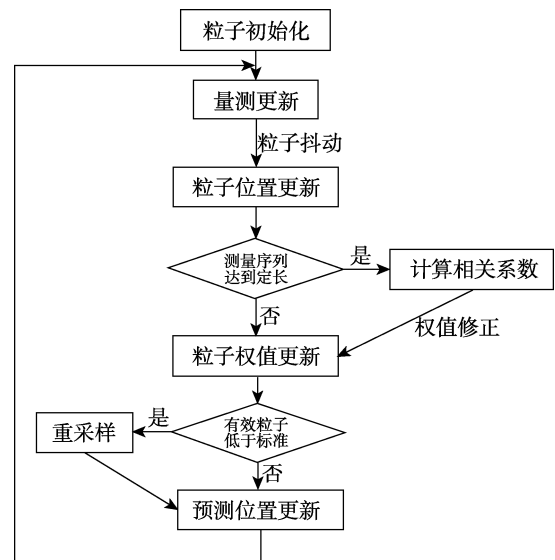 粒子初始化
量测更新
粒子抖动
粒子位置更新
测量序列
达到定长
是
计算相关系数
否
权值修正
粒子权值更新
是
有效粒子
低于标准
重采样
否
预测位置更新